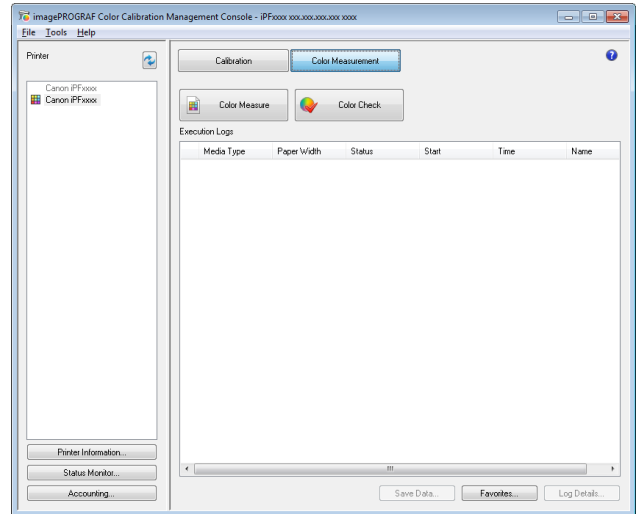 imagePROGRAF Color Calibration Management Console - iPFxxxx xxx.xxx.xxx.xxx xxxx
File Tools Help
Printer
Calibration Color Measurement
Canon iPFxxxx
Canon iPFxxxx
Color Measure Color Check
Execution Logs
Media Type Paper Width Status Start Time Name
Printer Information...
Status Monitor...
Accounting...
Save Data... Favorites... Log Details...